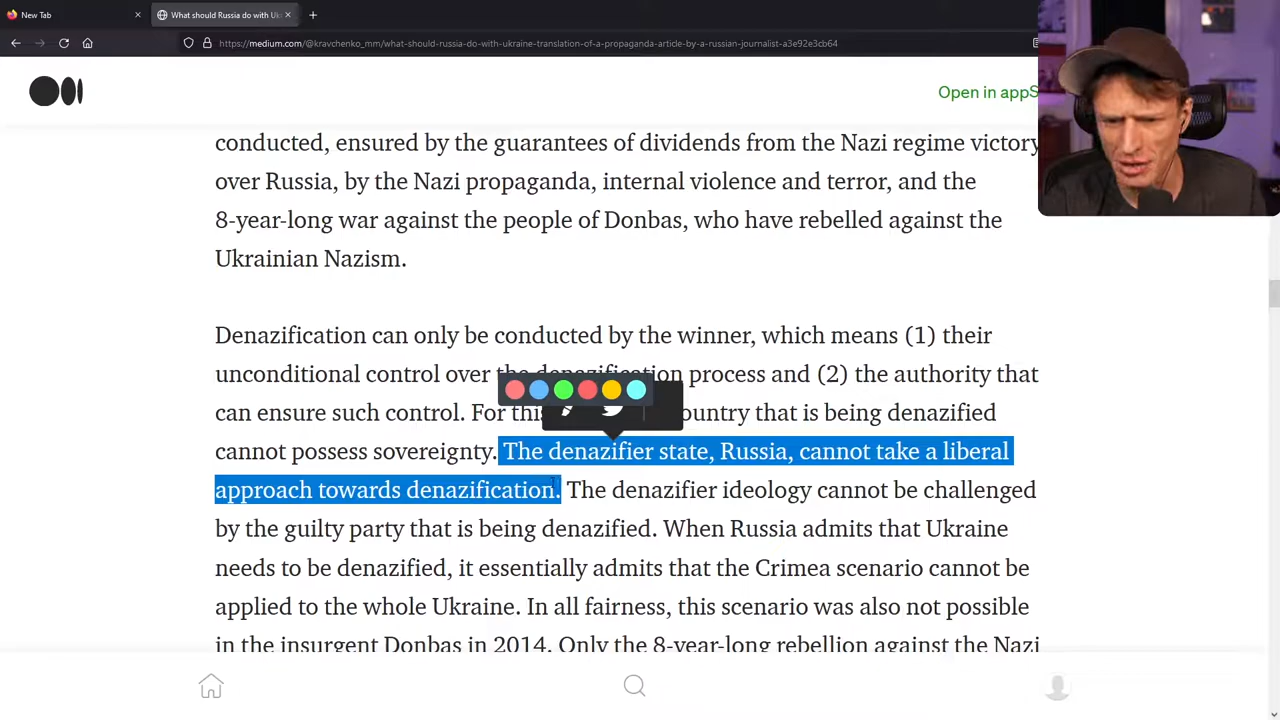 New Tab
What should Russia do with Uk
https://medium.com/@kravchenko_mm/what-should-russia-do-with-ukraine-translation-of-a-propaganda-article-by-a-russian-journalist-a3e92e3cb64
Open in app
conducted, ensured by the guarantees of dividends from the Nazi regime victory
over Russia, by the Nazi propaganda, internal violence and terror, and the
8-year-long war against the people of Donbas, who have rebelled against the
Ukrainian Nazism.
Denazification can only be conducted by the winner, which means (1) their
unconditional control over the denazification process and (2) the authority that
can ensure such control. For this country that is being denazified
cannot possess sovereignty. The denazifier state, Russia, cannot take a liberal
approach towards denazification. The denazifier ideology cannot be challenged
by the guilty party that is being denazified. When Russia admits that Ukraine
needs to be denazified, it essentially admits that the Crimea scenario cannot be
applied to the whole Ukraine. In all fairness, this scenario was also not possible
in the insurgent Donbas in 2014. Only the 8-year-long rebellion against the Nazi